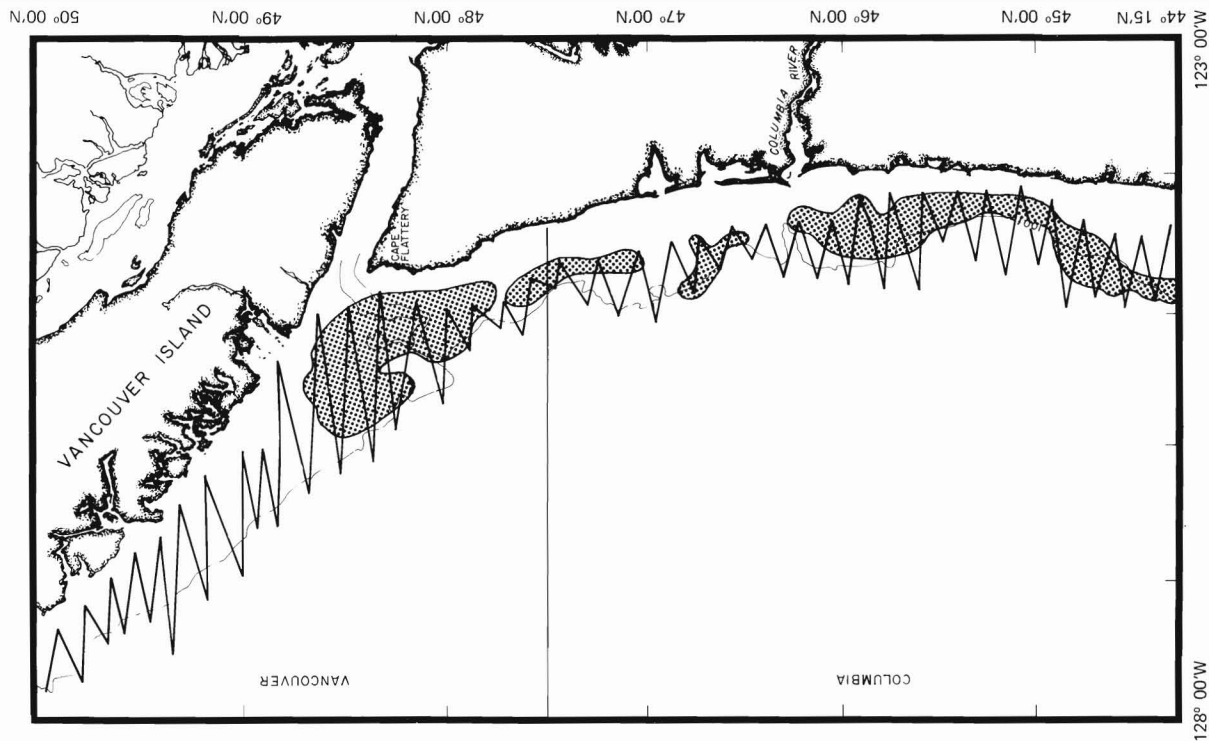 50° 00'N
49° 00'N
48° 00'N
47° 00'N
46° 00'N
45° 00'N
44° 15'N
123° 00'W
128° 00'W
VANCOUVER ISLAND
CAPE
FLATTERY
COLUMBIA
RIVER
VANCOUVER
COLUMBIA